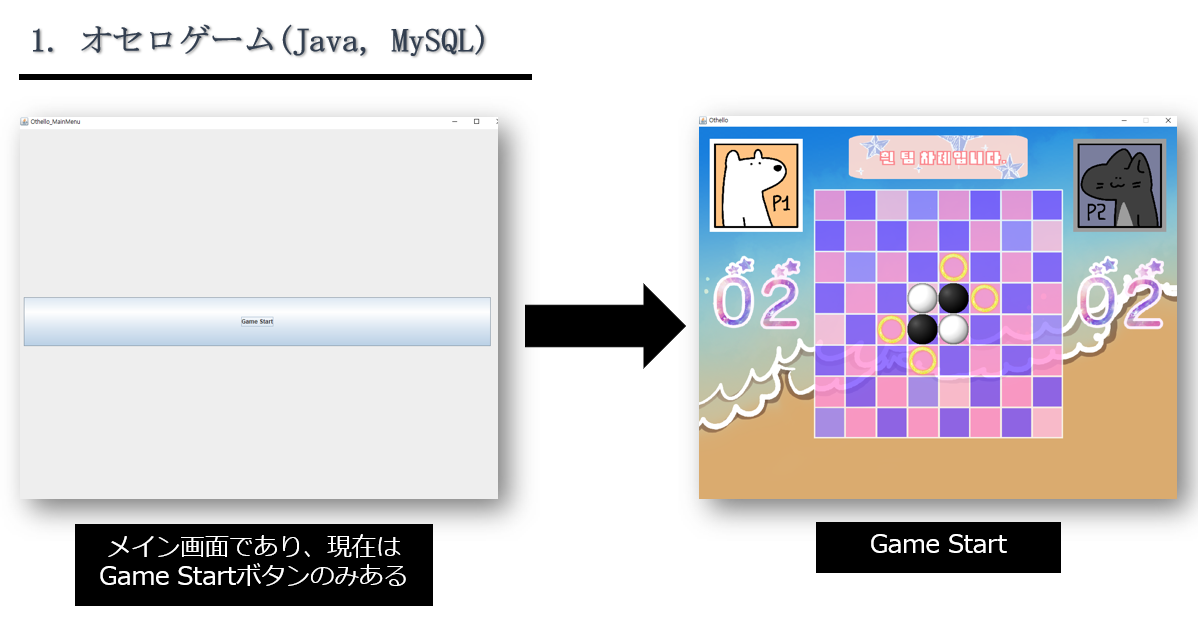 1. オセロゲーム(Java, MySQL)
Othello_MainMenu
Game Start
Othello
흰 팀 차례입니다.
P1
P2
02
02
メイン画面であり、現在は
Game Startボタンのみある
Game Start